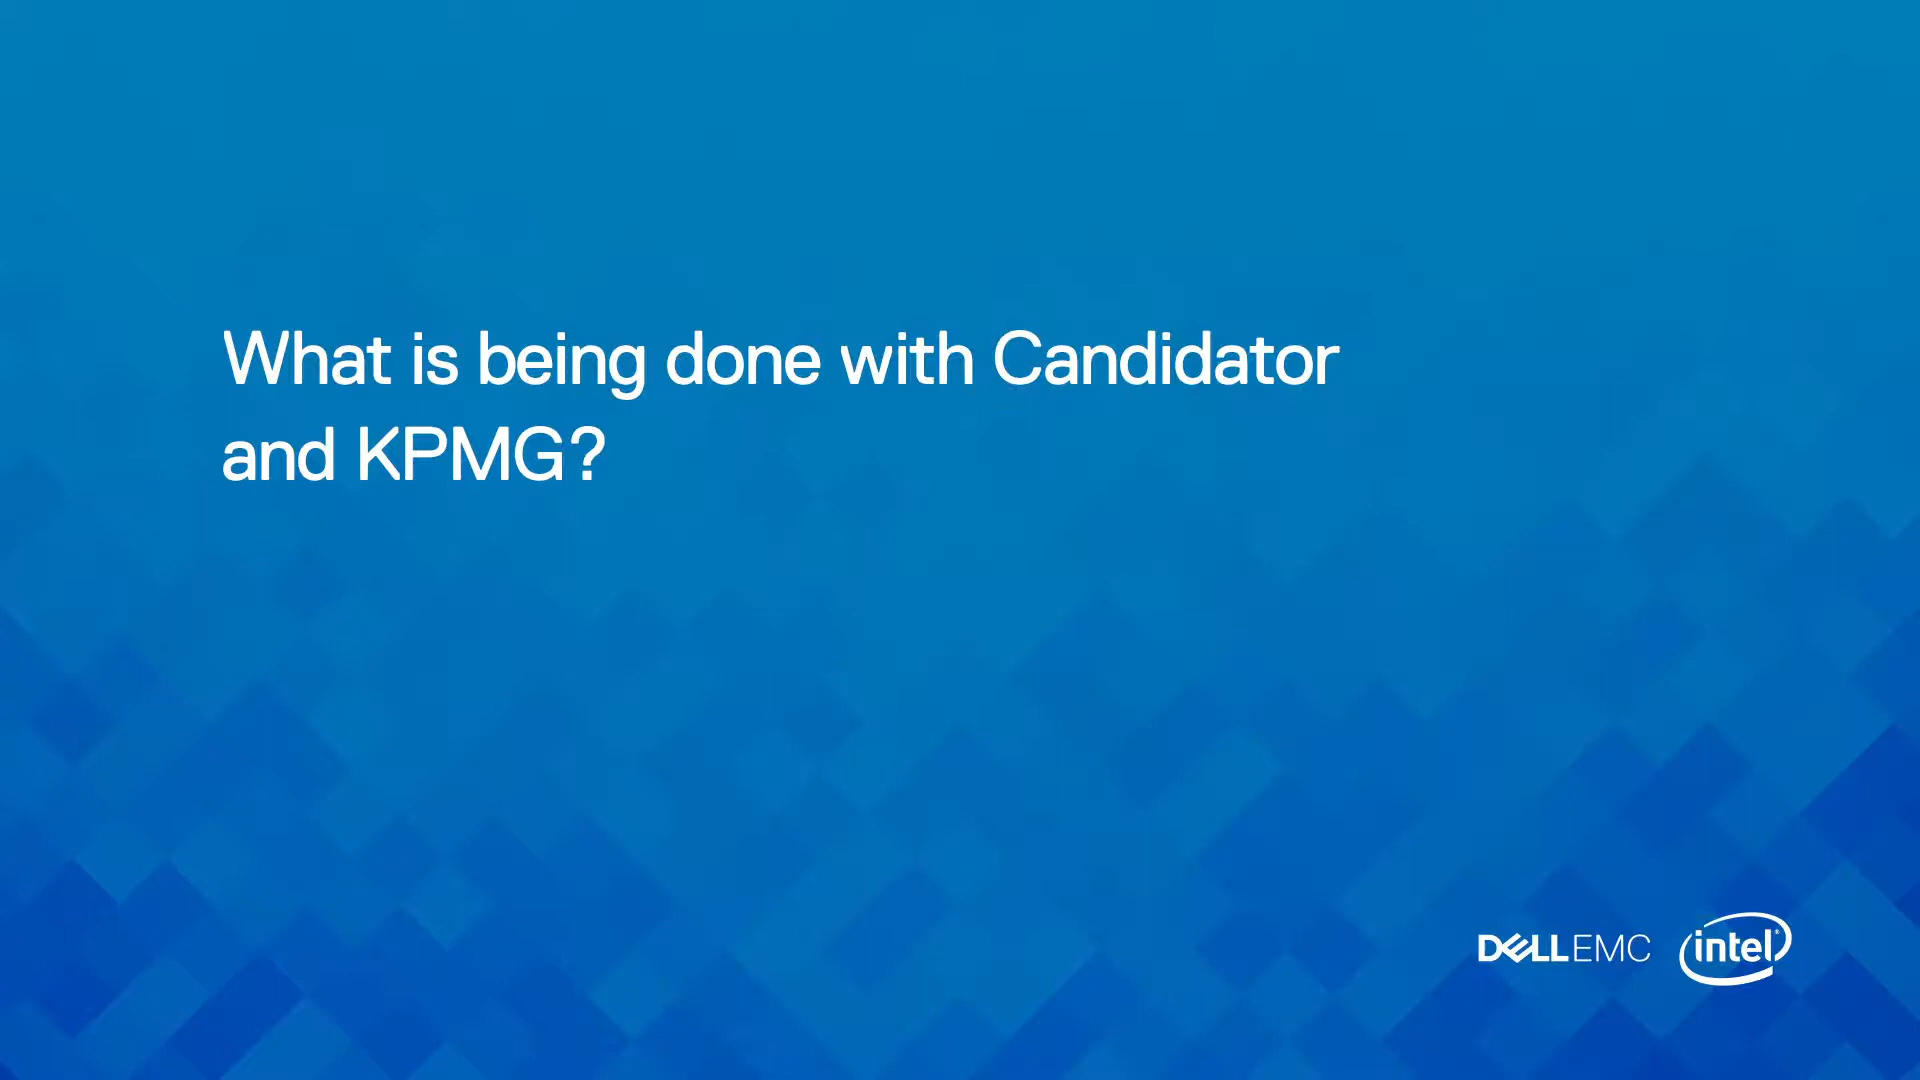 What is being done with Candidator
and KPMG?
DELLEMC intel®